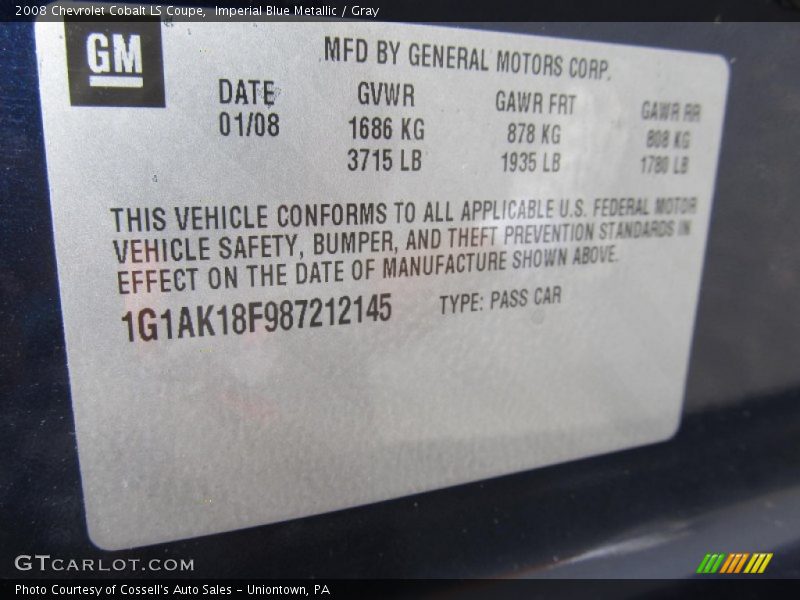 2008 Chevrolet Cobalt LS Coupe,  Imperial Blue Metallic / Gray
GM
MFD BY GENERAL MOTORS CORP.
DATE GVWR GAWR FRT GAWR RR
01/08 1686 KG 878 KG 808 KG
3715 LB 1935 LB 1780 LB
THIS VEHICLE CONFORMS TO ALL APPLICABLE U.S. FEDERAL MOTOR
VEHICLE SAFETY, BUMPER, AND THEFT PREVENTION STANDARDS IN
EFFECT ON THE DATE OF MANUFACTURE SHOWN ABOVE.
1G1AK18F987212145 TYPE: PASS CAR
GTCARLOT.COM
Photo Courtesy of Cossell's Auto Sales - Uniontown, PA